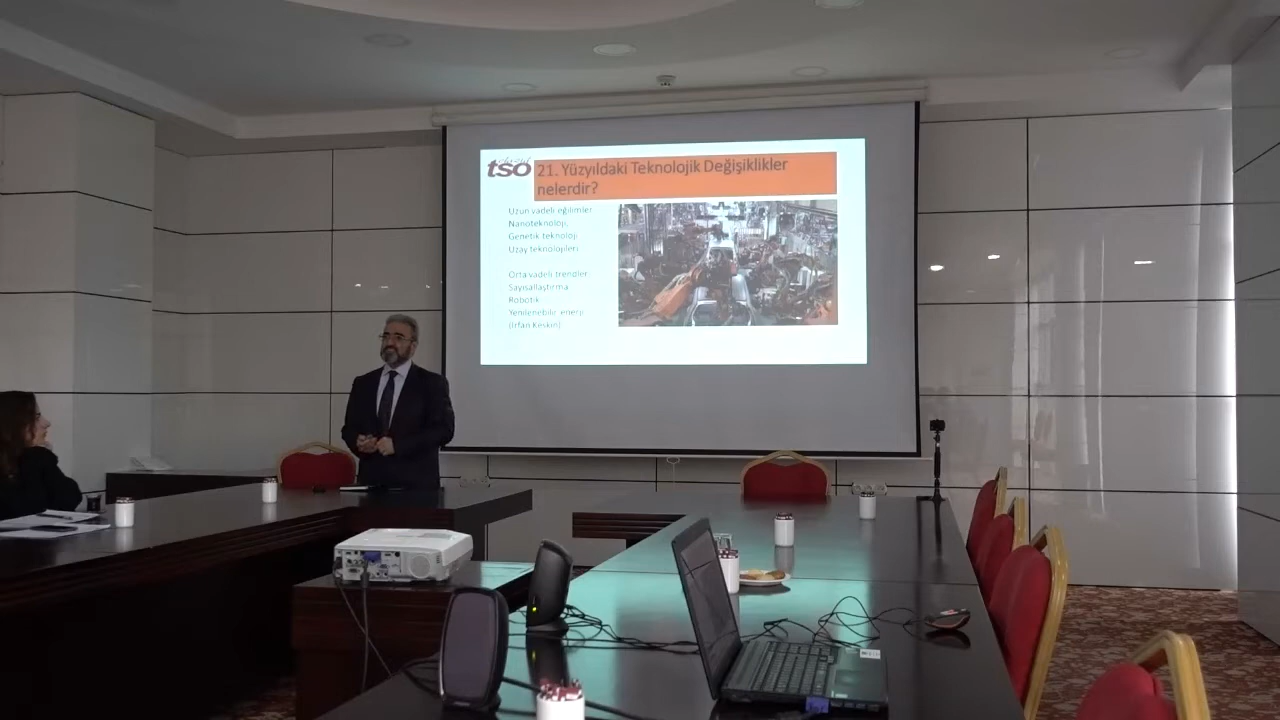 tso
21. Yüzyıldaki Teknolojik Değişiklikler
nelerdir?
Uzun vadeli eğilimler
Nanoteknoloji,
Genetik teknoloji
Uzay teknolojileri
Orta vadeli trendler
Sayısallaştırma
Robotik
Yenilenebilir enerji
(İrfan Keskin)